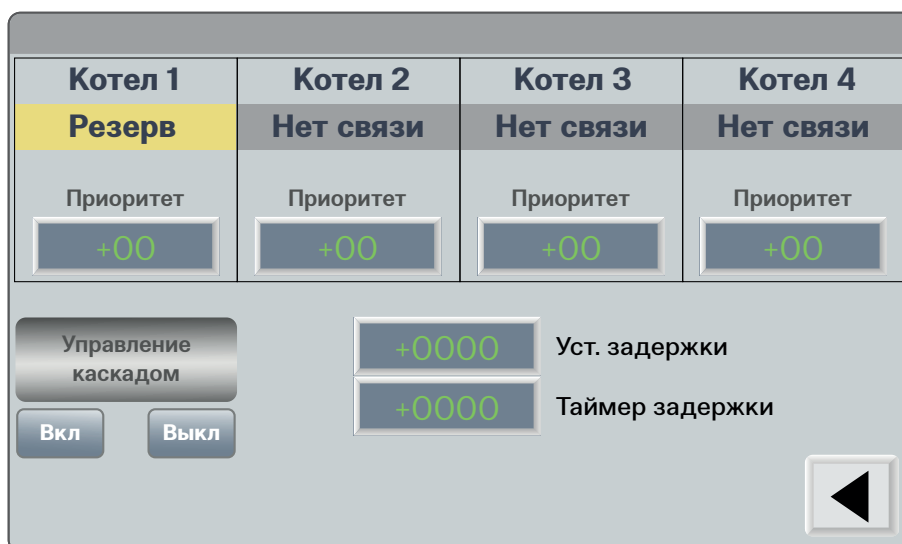 Котел 1 Котел 2 Котел 3 Котел 4
Резерв Нет связи Нет связи Нет связи
Приоритет Приоритет Приоритет Приоритет
+00 +00 +00 +00
Управление
каскадом
+0000 Уст. задержки
+0000 Таймер задержки
Вкл Выкл